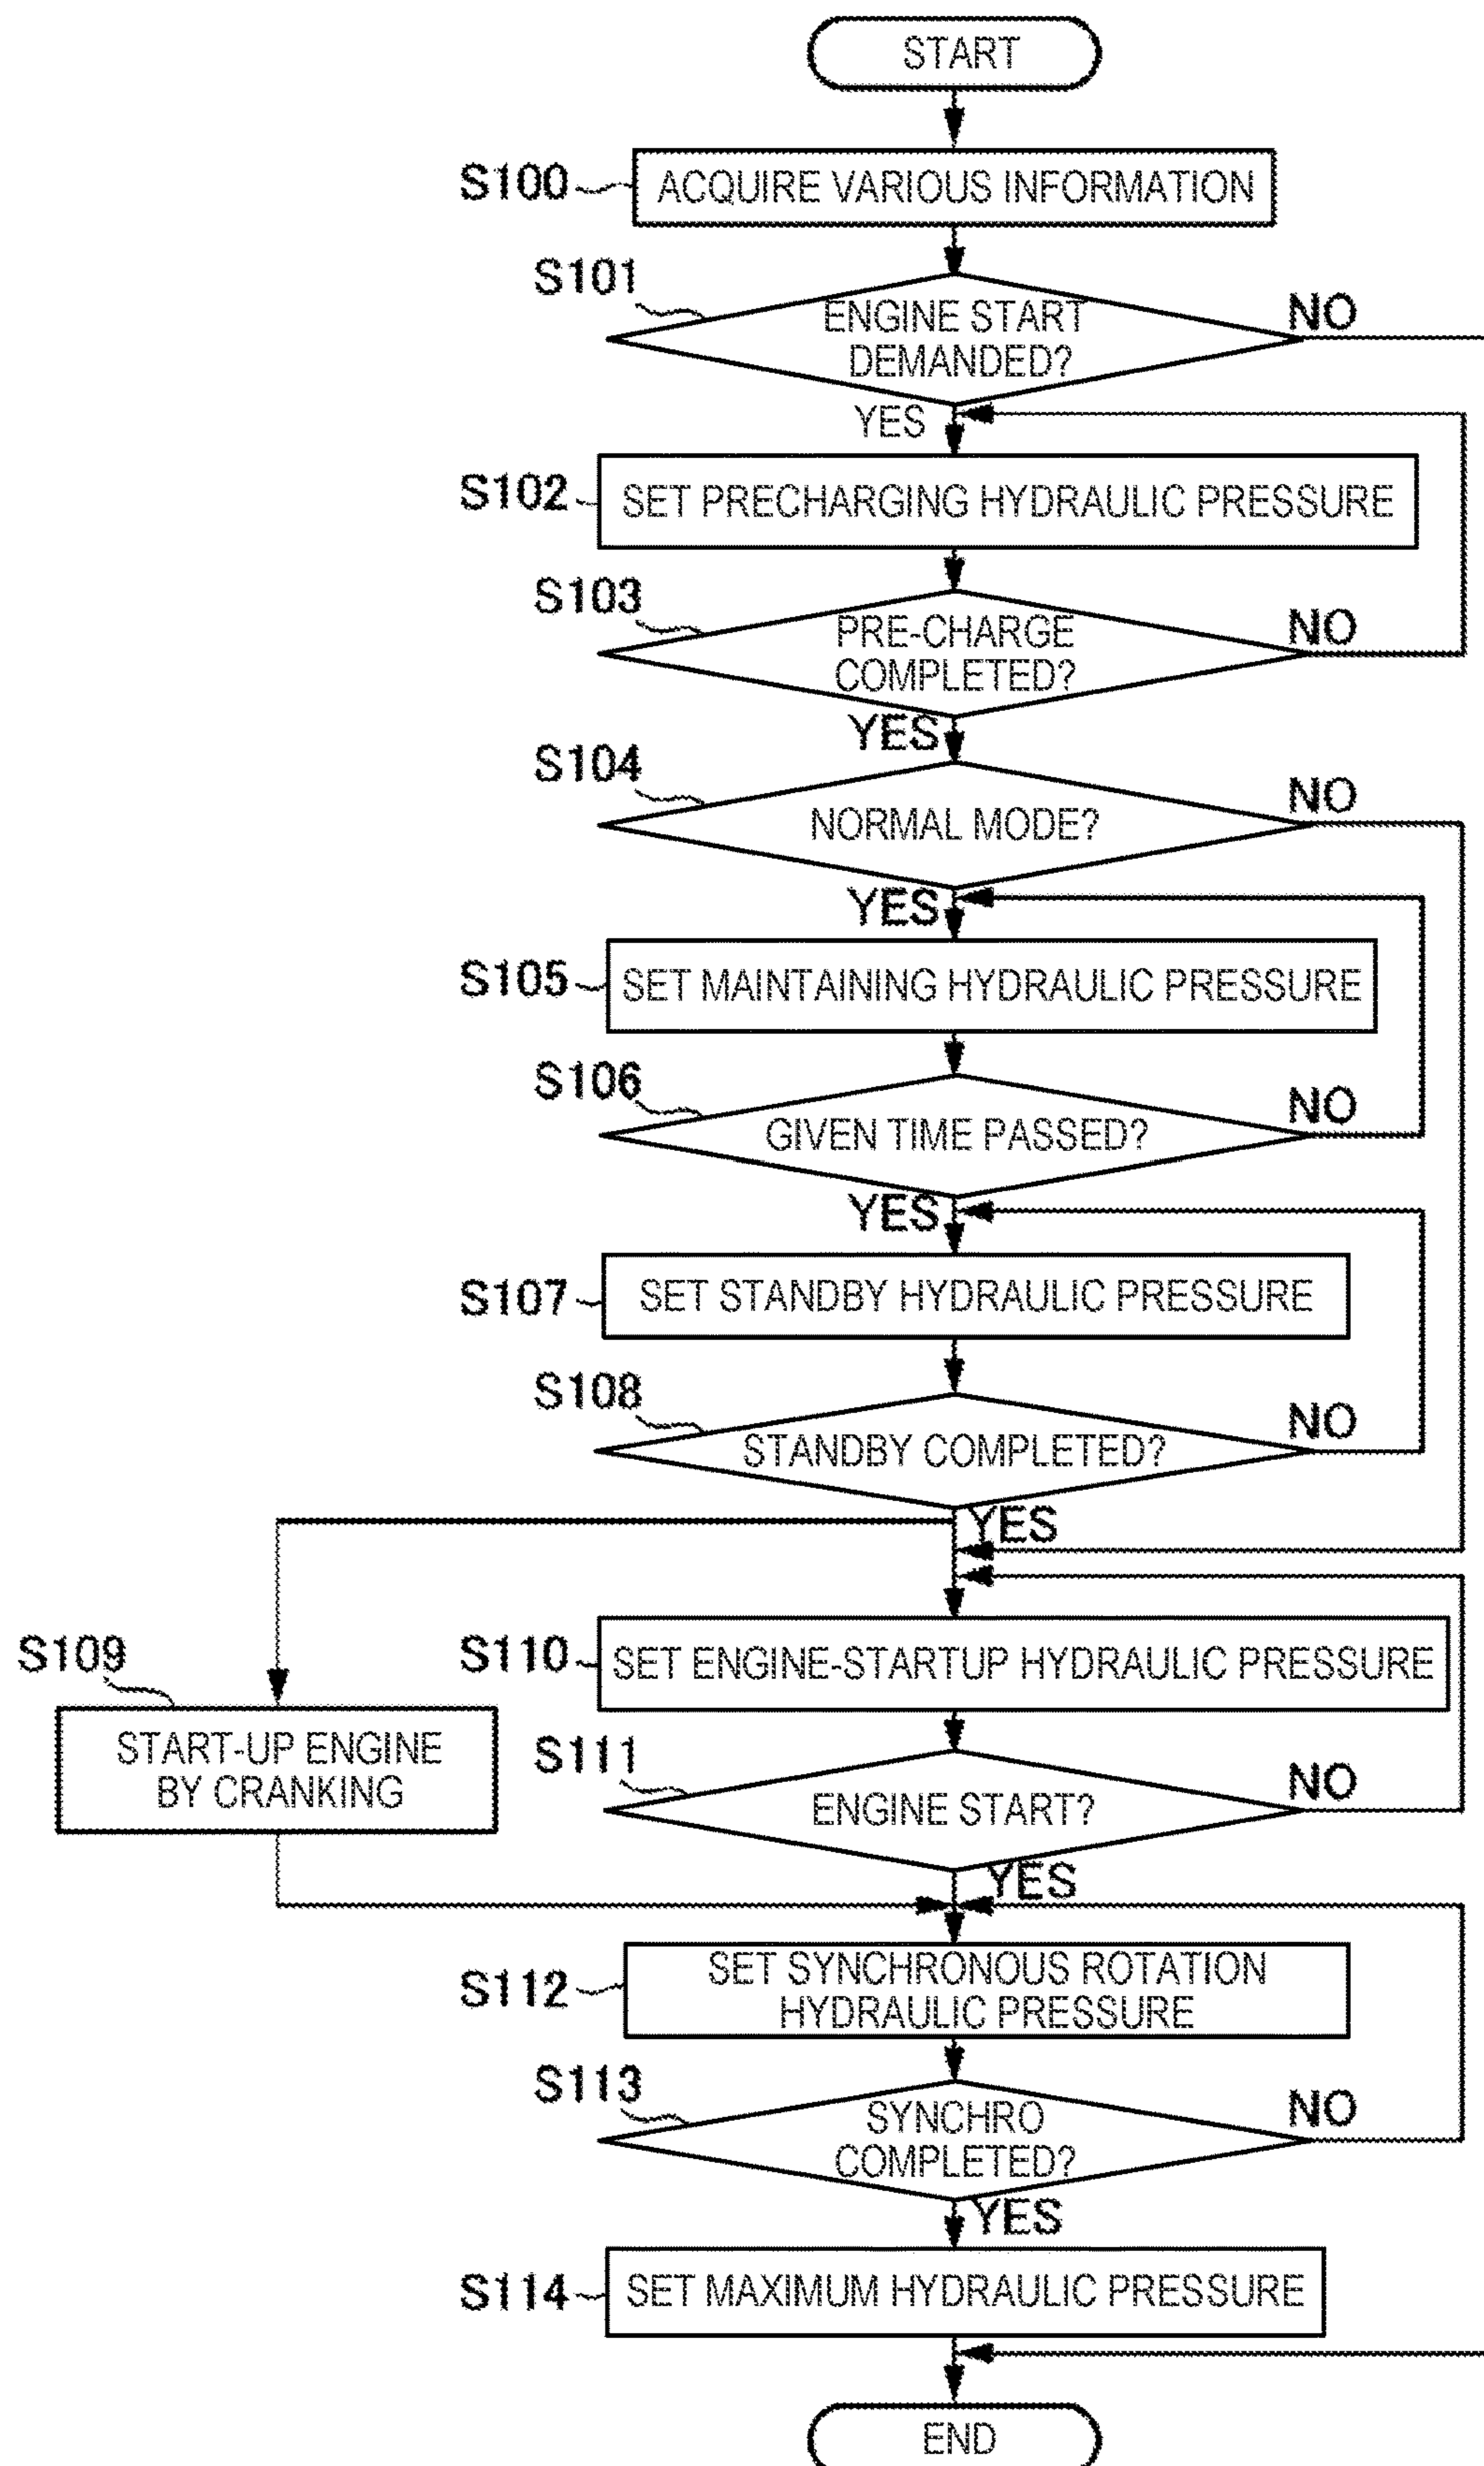 START
S100
ACQUIRE VARIOUS INFORMATION
S101
ENGINE START
DEMANDED?
NO
YES
S102
SET PRECHARGING HYDRAULIC PRESSURE
S103
PRE-CHARGE
COMPLETED?
NO
YES
S104
NORMAL MODE?
NO
YES
S105
SET MAINTAINING HYDRAULIC PRESSURE
S106
GIVEN TIME PASSED?
NO
YES
S107
SET STANDBY HYDRAULIC PRESSURE
S108
STANDBY COMPLETED?
NO
YES
S109
START-UP ENGINE
BY CRANKING
S110
SET ENGINE-STARTUP HYDRAULIC PRESSURE
S111
ENGINE START?
NO
YES
S112
SET SYNCHRONOUS ROTATION
HYDRAULIC PRESSURE
S113
SYNCHRO
COMPLETED?
NO
YES
S114
SET MAXIMUM HYDRAULIC PRESSURE
END